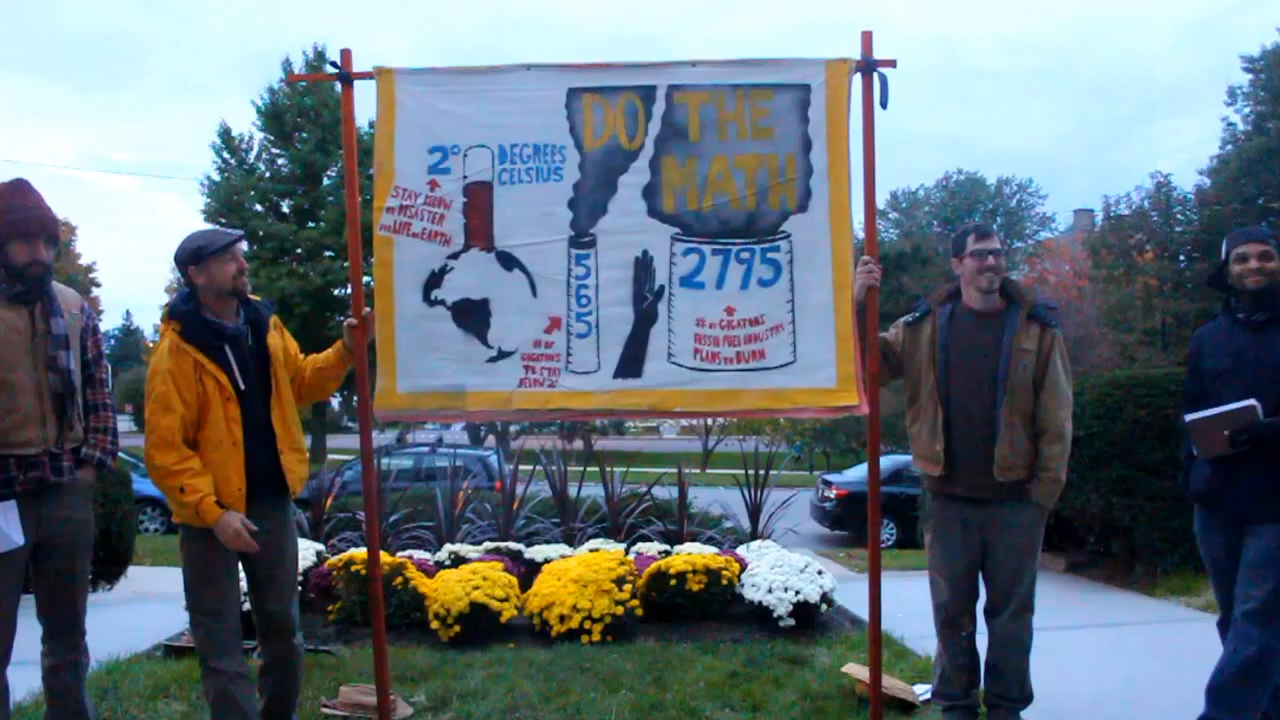 DO THE
MATH
2° DEGREES
CELSIUS
STAY BELOW
OR DISASTER
FOR LIFE ON EARTH
565
# OF
GIGATONS
TO STAY
BELOW 2°
2795
# OF GIGATONS
FOSSIL FUEL INDUSTRY
PLANS TO BURN